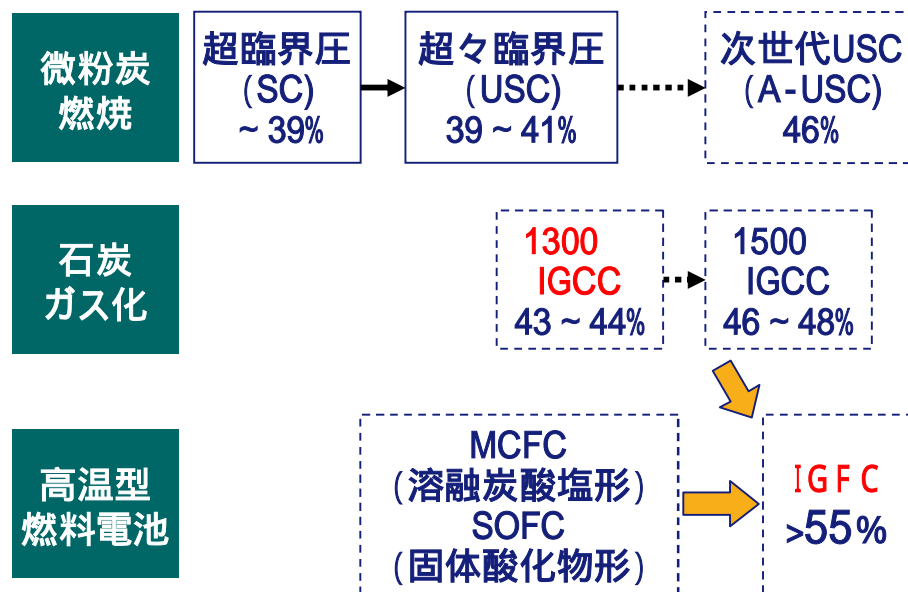 微粉炭
燃焼
超臨界圧
(SC)
~ 39%
超々臨界圧
(USC)
39 ~ 41%
次世代USC
(A-USC)
46%
石炭
ガス化
1300
IGCC
43 ~ 44%
1500
IGCC
46 ~ 48%
高温型
燃料電池
MCFC
(溶融炭酸塩形)
SOFC
(固体酸化物形)
IGFC
>55%